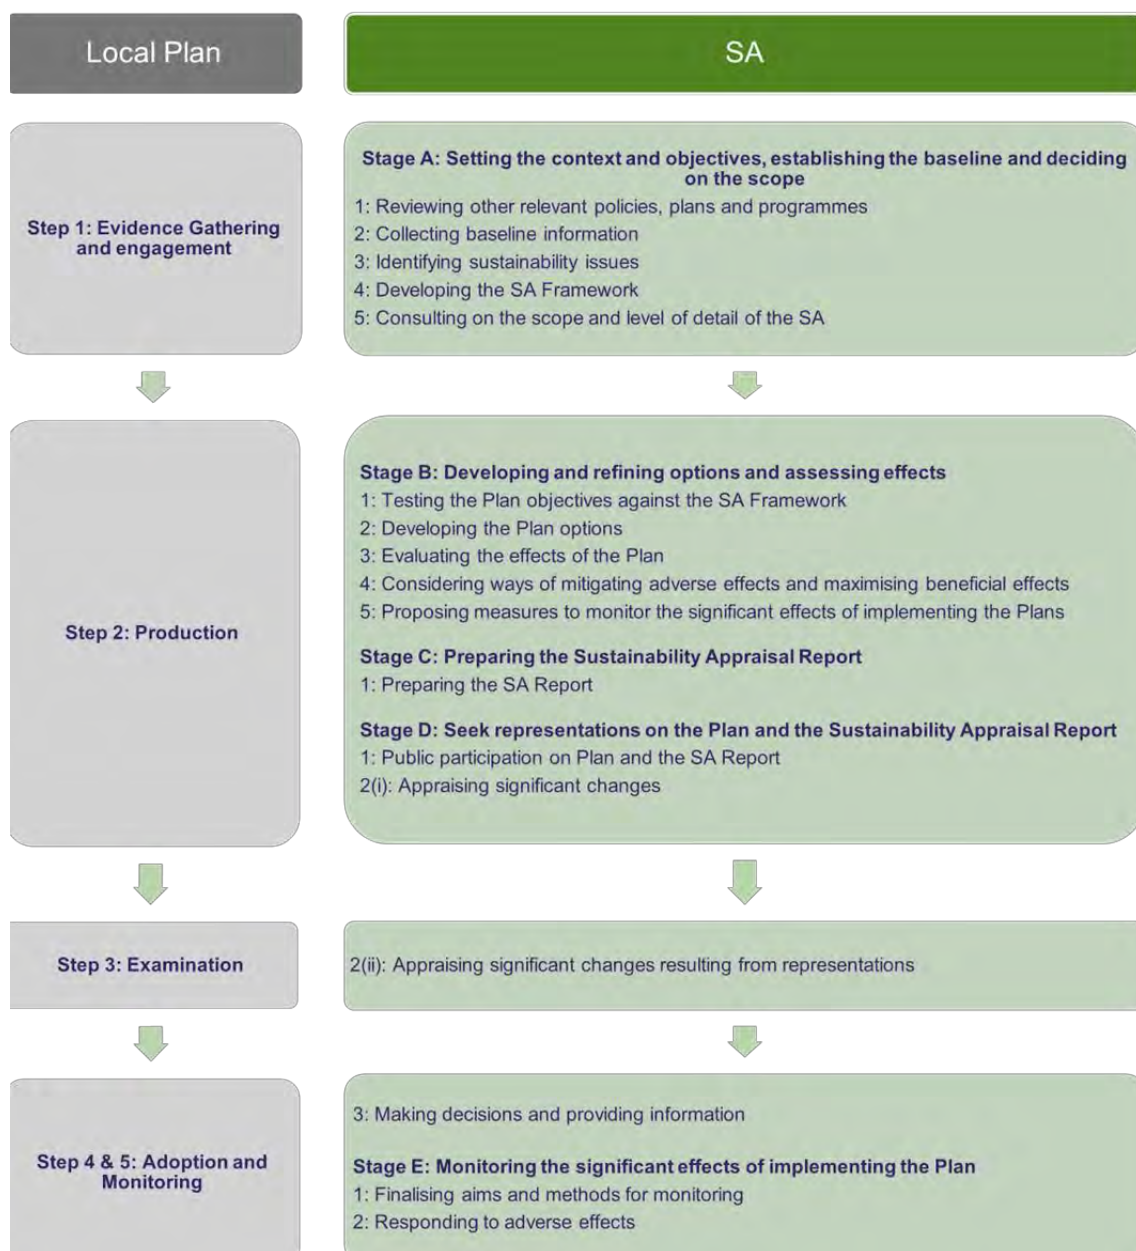 Local Plan
SA
Step 1: Evidence Gathering
and engagement
Stage A: Setting the context and objectives, establishing the baseline and deciding
on the scope
1: Reviewing other relevant policies, plans and programmes
2: Collecting baseline information
3: Identifying sustainability issues
4: Developing the SA Framework
5: Consulting on the scope and level of detail of the SA
Step 2: Production
Stage B: Developing and refining options and assessing effects
1: Testing the Plan objectives against the SA Framework
2: Developing the Plan options
3: Evaluating the effects of the Plan
4: Considering ways of mitigating adverse effects and maximising beneficial effects
5: Proposing measures to monitor the significant effects of implementing the Plans
Stage C: Preparing the Sustainability Appraisal Report
1: Preparing the SA Report
Stage D: Seek representations on the Plan and the Sustainability Appraisal Report
1: Public participation on Plan and the SA Report
2(i): Appraising significant changes
Step 3: Examination
2(ii): Appraising significant changes resulting from representations
Step 4 & 5: Adoption and
Monitoring
3: Making decisions and providing information
Stage E: Monitoring the significant effects of implementing the Plan
1: Finalising aims and methods for monitoring
2: Responding to adverse effects